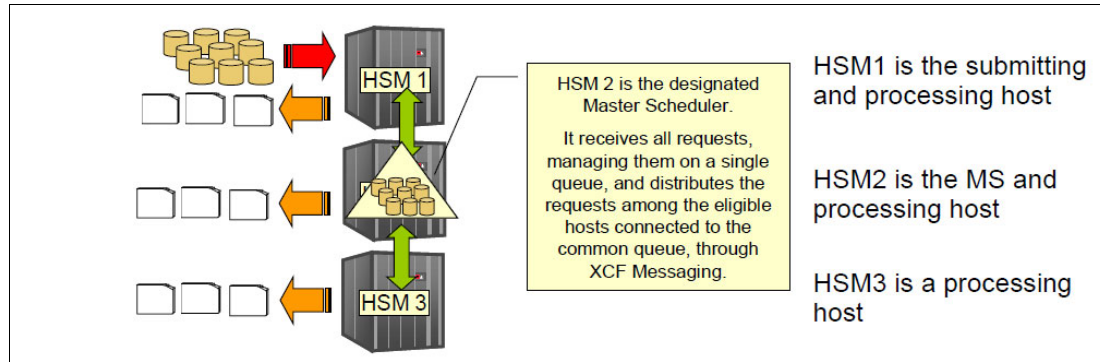 HSM 1
HSM 3
HSM 2 is the designated
Master Scheduler.
It receives all requests,
managing them on a single
queue, and distributes the
requests among the eligible
hosts connected to the
common queue, through
XCF Messaging.
HSM1 is the submitting
and processing host
HSM2 is the MS and
processing host
HSM3 is a processing
host